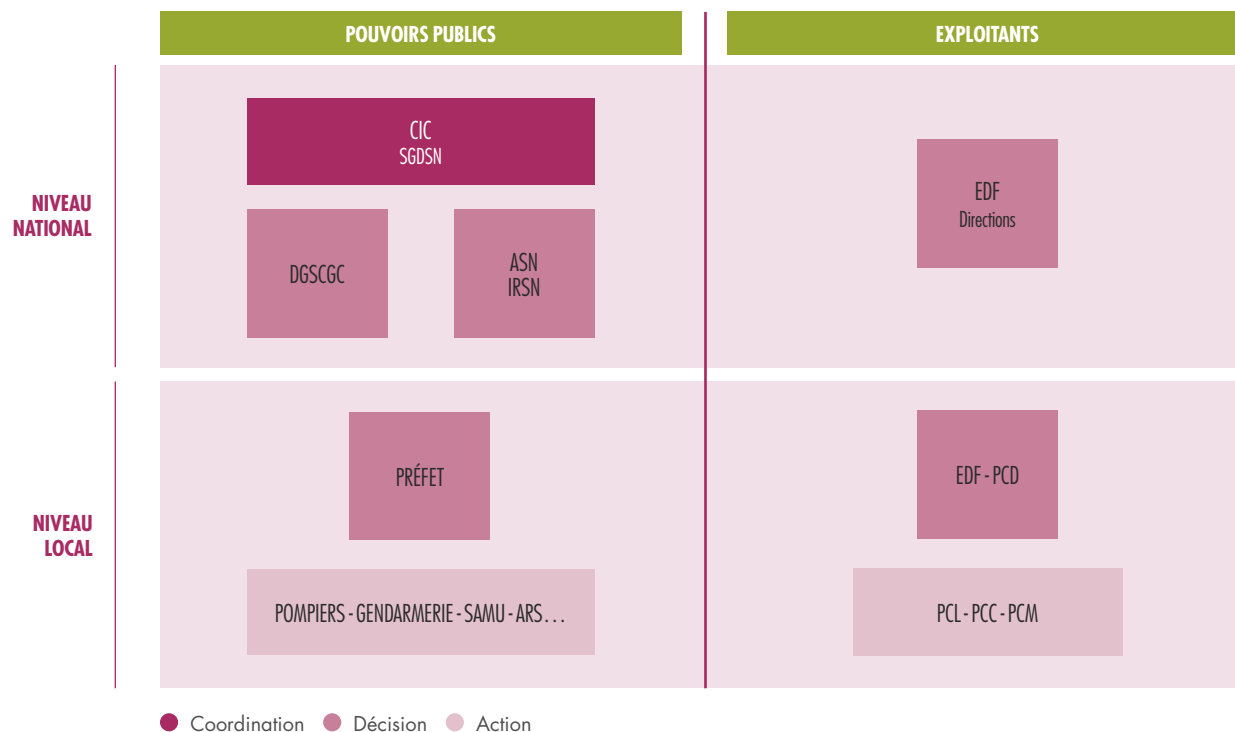 POUVOIRS PUBLICS
EXPLOITANTS
NIVEAU
NATIONAL
CIC
SGDSN
DGSCGC
ASN
IRSN
EDF
Directions
NIVEAU
LOCAL
PRÉFET
POMPIERS - GENDARMERIE - SAMU - ARS...
EDF - PCD
PCL - PCC - PCM
Coordination
Décision
Action